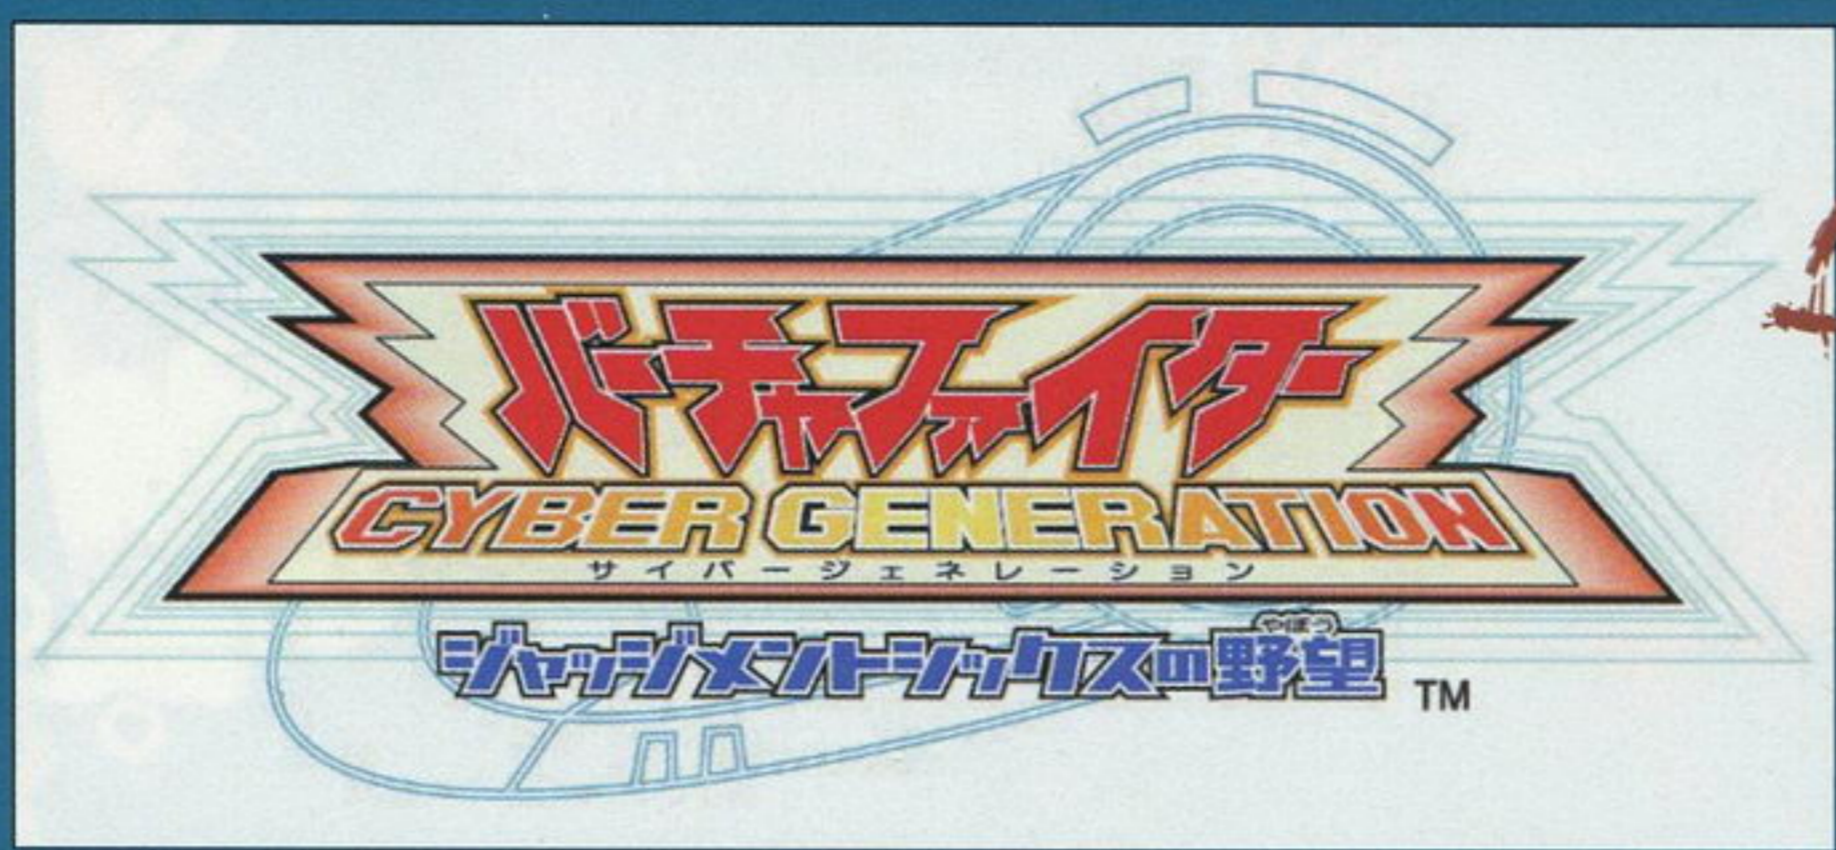 バーチャファイター
CYBER GENERATION
サイバージェネレーション
やぼう
ジャッジメントシックスの野望 TM